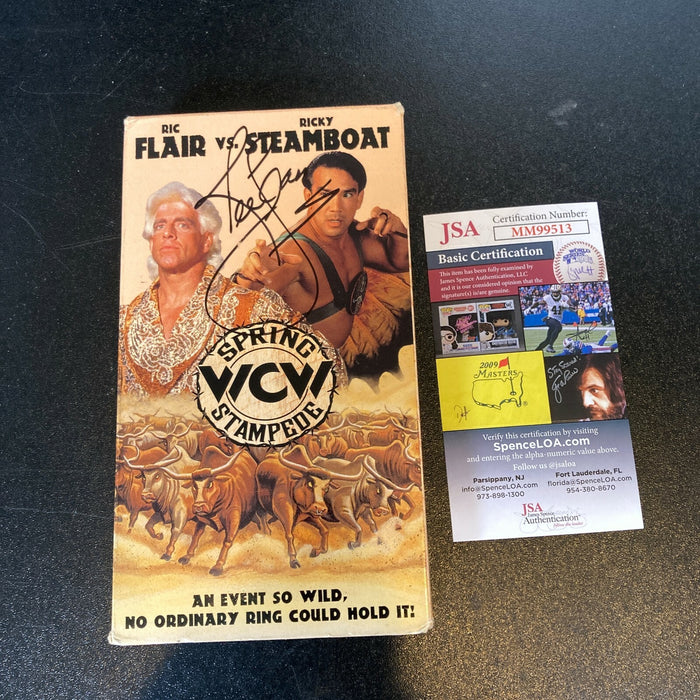 RIC
FLAIR VS. RICKY
STEAMBOAT
SPRING
WCW
STAMPEDE
AN EVENT SO WILD,
NO ORDINARY RING COULD HOLD IT!
JSA
Certification Number:
MM99513
Basic Certification
This item has been fully examined by
James Spence Authentication, LLC
and it is our considered opinion that the
signature(s) is/are genuine.
2009
MASTERS
Verify this certification by visiting
SpenceLOA.com
and entering the alpha-numeric value above.
Follow us @jsaloa
Parsippany, NJ
info@SpenceLOA.com
973-898-1300
Fort Lauderdale, FL
florida@SpenceLOA.com
954-380-8670
JSA
James Spence
Authentication